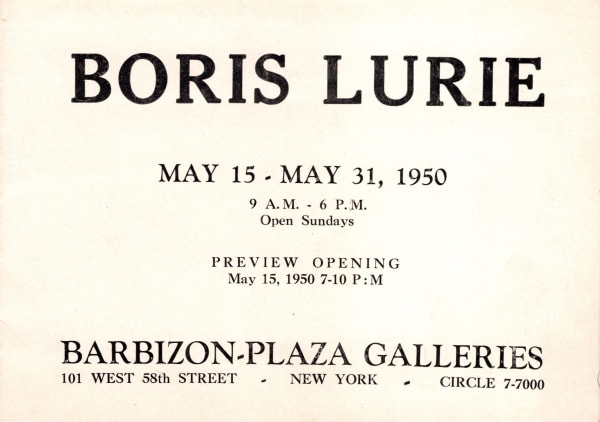 BORIS LURIE
MAY 15 - MAY 31, 1950
9 A.M. - 6 P.M.
Open Sundays
PREVIEW OPENING
May 15, 1950 7-10 P:M
BARBIZON-PLAZA GALLERIES
101 WEST 58th STREET - NEW YORK - CIRCLE 7-7000